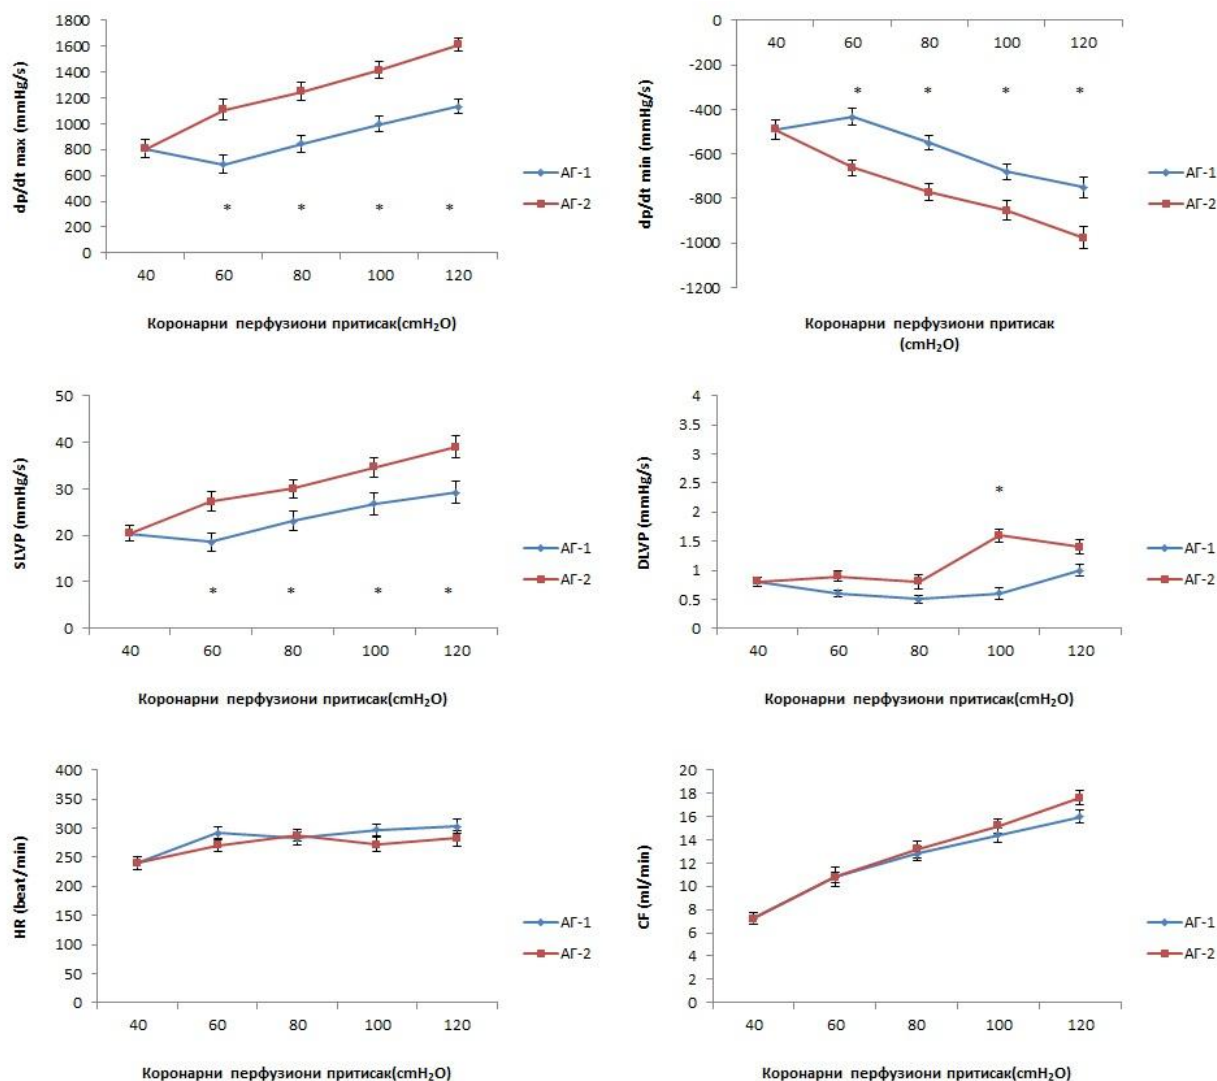 dp/dt max (mmHg/s)
1800
1600
1400
1200
1000
800
600
400
200
0
* * * *
40 60 80 100 120
Коронарни перфузиони притисак(cmH₂O)
АГ-1
АГ-2
dp/dt min (mmHg/s)
0
-200
-400
-600
-800
-1000
-1200
40 60 80 100 120
* * * *
Коронарни перфузиони притисак
(cmH₂O)
АГ-1
АГ-2
SLVP (mmHg/s)
50
40
30
20
10
0
* * * *
40 60 80 100 120
Коронарни перфузиони притисак(cmH₂O)
АГ-1
АГ-2
DLVP (mmHg/s)
4
3.5
3
2.5
2
1.5
1
0.5
0
*
40 60 80 100 120
Коронарни перфузиони притисак(cmH₂O)
АГ-1
АГ-2
HR (beat/min)
400
350
300
250
200
150
100
50
0
40 60 80 100 120
Коронарни перфузиони притисак(cmH₂O)
АГ-1
АГ-2
CF (ml/min)
20
18
16
14
12
10
8
6
4
2
0
40 60 80 100 120
Коронарни перфузиони притисак(cmH₂O)
АГ-1
АГ-2